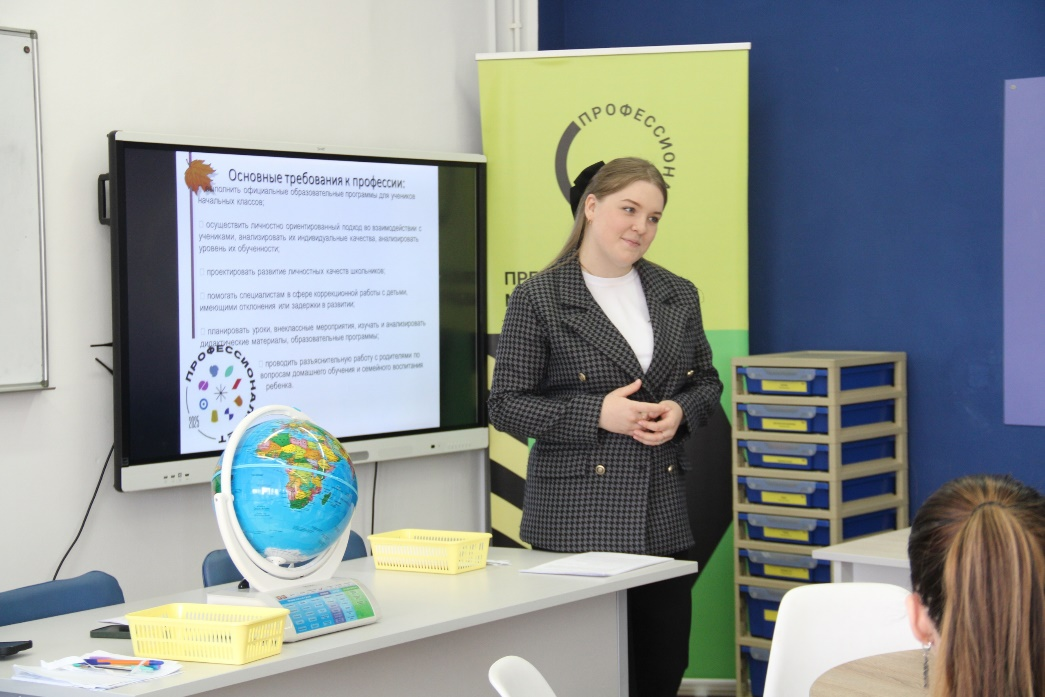 Основные требования к профессии:
выполнить официальные образовательные программы для учеников
начальных классов;
осуществить личностно ориентированный подход во взаимодействие с
учениками, анализировать их индивидуальные качества, анализировать
уровень их обученности;
проектировать развитие личностных качеств школьников;
помогать специалистам в сфере коррекционной работы с детьми,
имеющими отклонения или задержки в развитии;
планировать уроки, внеклассные мероприятия, изучать и анализировать
дидактические материалы, образовательные программы;
проводить разъяснительную работу с родителями по
вопросам домашнего обучения и семейного воспитания
ребенка.
2025
ПРОФЕССИОН